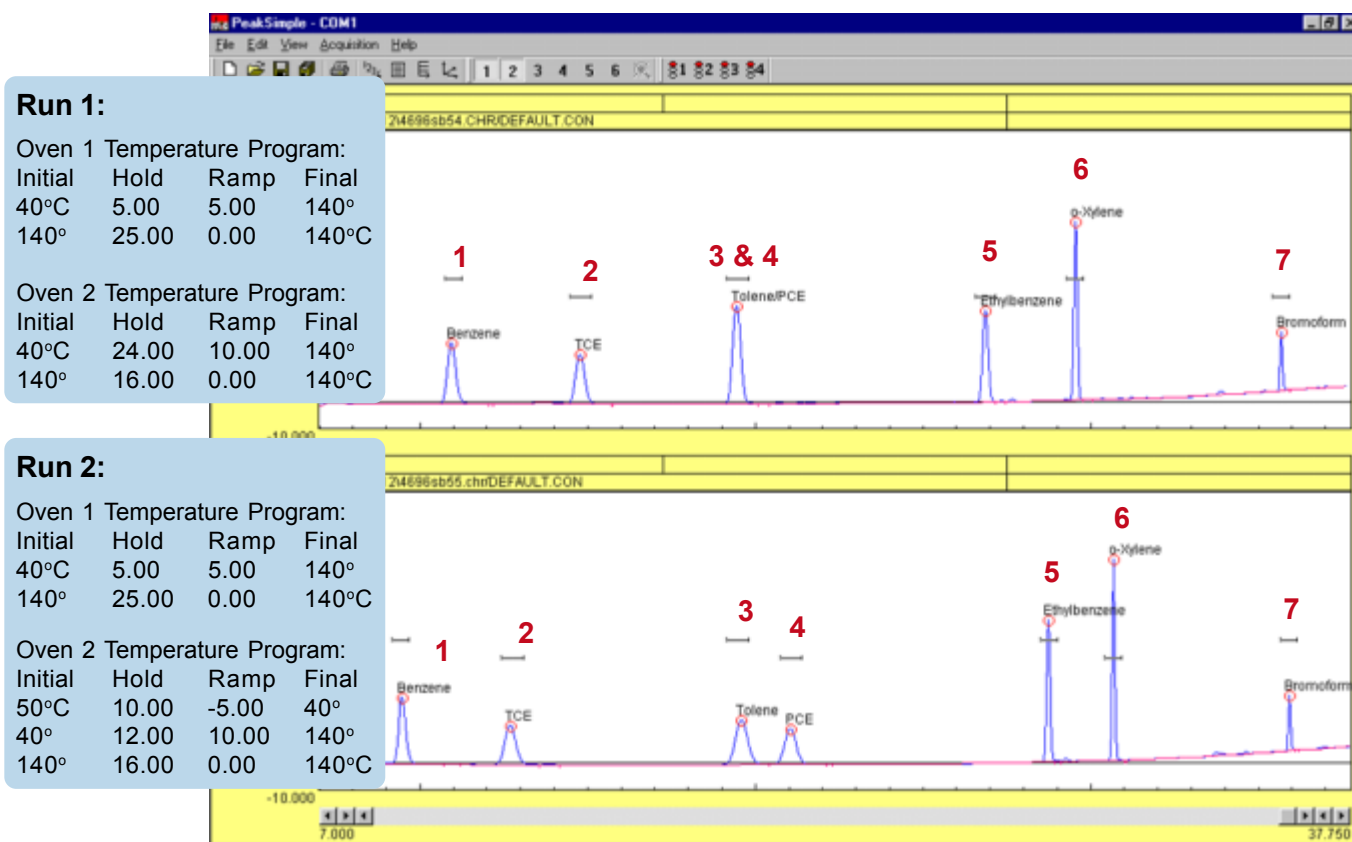 PeakSimple - COM1
File Edit View Acquisition Help
1 2 3 4 5 6 1 2 3 4
Run 1:
Oven 1 Temperature Program:
Initial Hold Ramp Final
40°C 5.00 5.00 140°
140° 25.00 0.00 140°C
Oven 2 Temperature Program:
Initial Hold Ramp Final
40°C 24.00 10.00 140°
140° 16.00 0.00 140°C
2\4696sb54.CHR/DEFAULT.CON
1
2
3 & 4
5
6
7
Benzene
TCE
Tolene/PCE
Ethylbenzene
o-Xylene
Bromoform
-10.000
Run 2:
Oven 1 Temperature Program:
Initial Hold Ramp Final
40°C 5.00 5.00 140°
140° 25.00 0.00 140°C
Oven 2 Temperature Program:
Initial Hold Ramp Final
50°C 10.00 -5.00 40°
40° 12.00 10.00 140°
140° 16.00 0.00 140°C
2\4696sb55.chr/DEFAULT.CON
1
2
3
4
5
6
7
Benzene
TCE
Tolene
PCE
Ethylbenzene
o-Xylene
Bromoform
-10.000
7.000 37.750